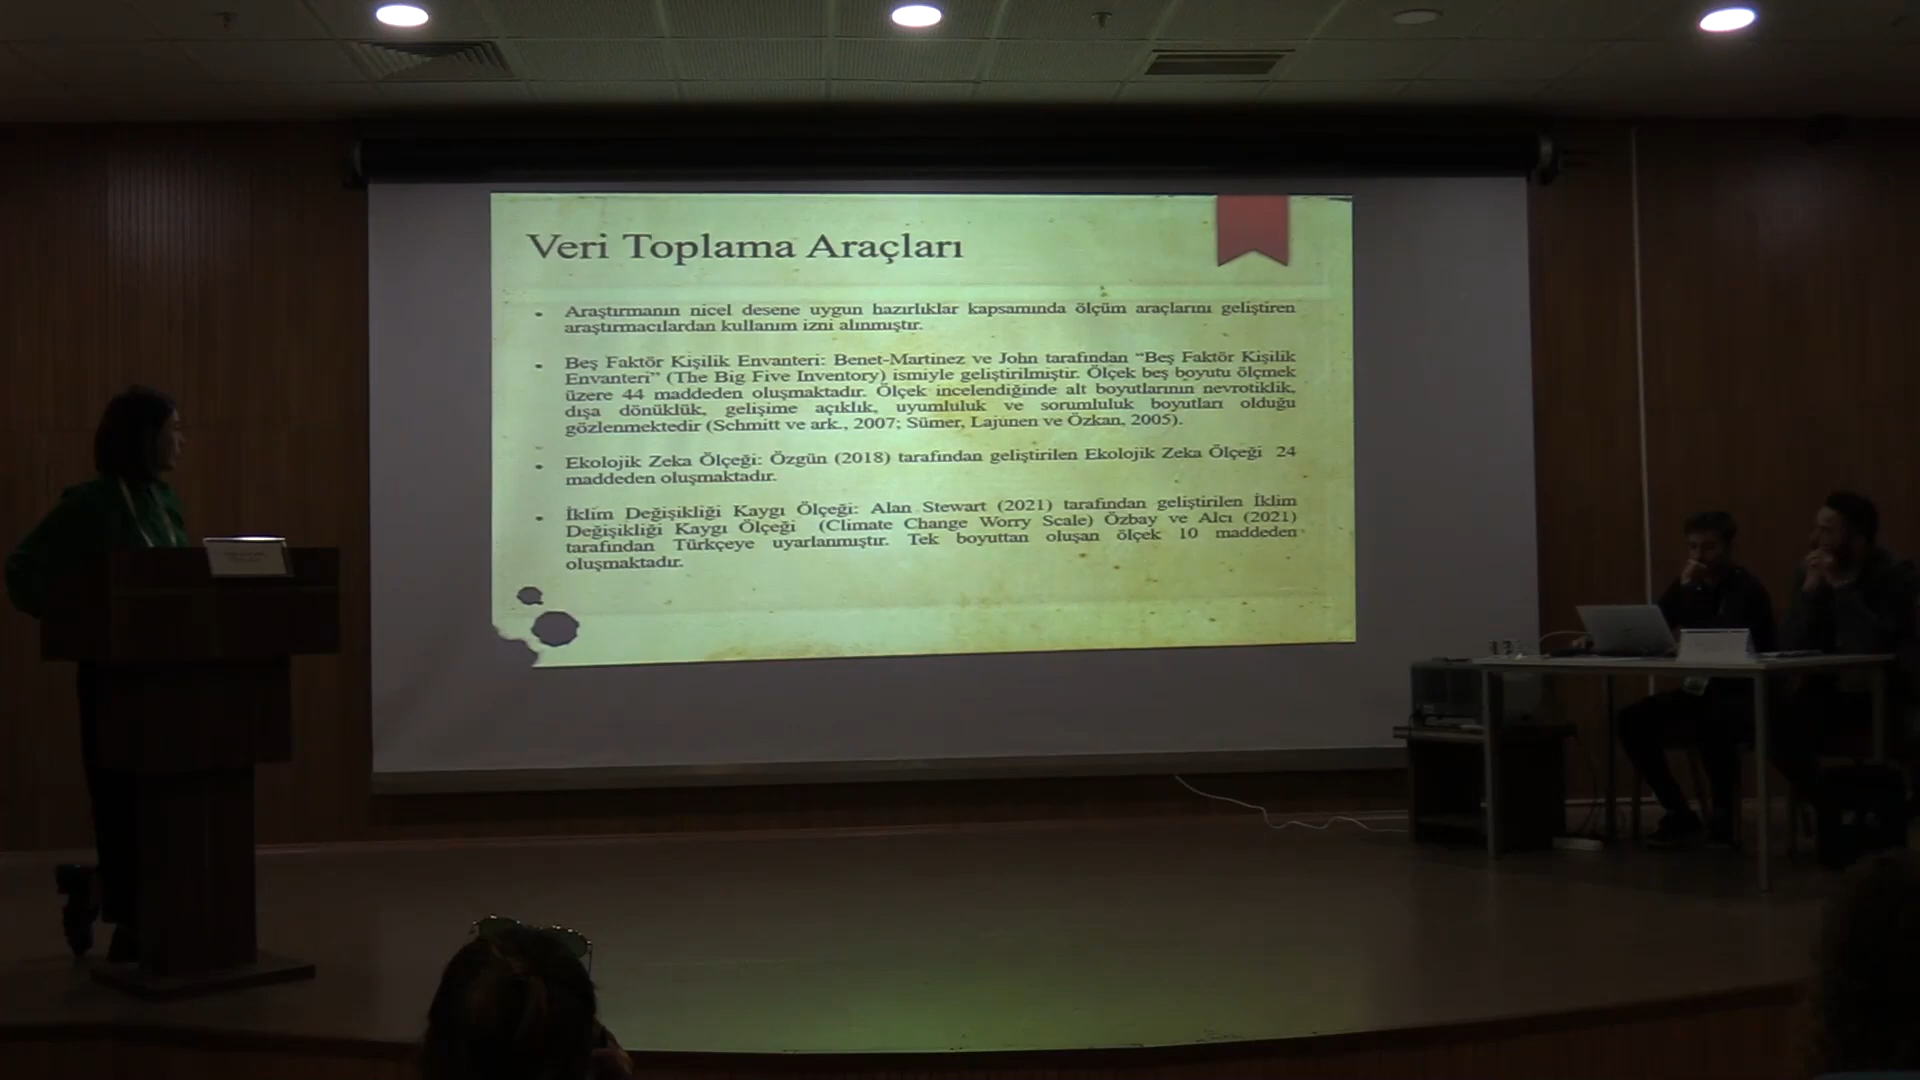 Veri Toplama Araçları
Araştırmanın nicel desene uygun hazırlıklar kapsamında ölçüm araçlarını geliştiren
araştırmacılardan kullanım izni alınmıştır.
Beş Faktör Kişilik Envanteri: Benet-Martinez ve John tarafından “Beş Faktör Kişilik
Envanteri” (The Big Five Inventory) ismiyle geliştirilmiştir. Ölçek beş boyutu ölçmek
üzere 44 maddeden oluşmaktadır. Ölçek incelendiğinde alt boyutlarının nevrotiklik,
dışa dönüklük, gelişime açıklık, uyumluluk ve sorumluluk boyutları olduğu
gözlenmektedir (Schmitt ve ark., 2007; Sümer, Lajunen ve Özkan, 2005).
Ekolojik Zeka Ölçeği: Özgün (2018) tarafından geliştirilen Ekolojik Zeka Ölçeği 24
maddeden oluşmaktadır.
İklim Değişikliği Kaygı Ölçeği: Alan Stewart (2021) tarafından geliştirilen İklim
Değişikliği Kaygı Ölçeği (Climate Change Worry Scale) Özbay ve Alcı (2021)
tarafından Türkçeye uyarlanmıştır. Tek boyuttan oluşan ölçek 10 maddeden
oluşmaktadır.